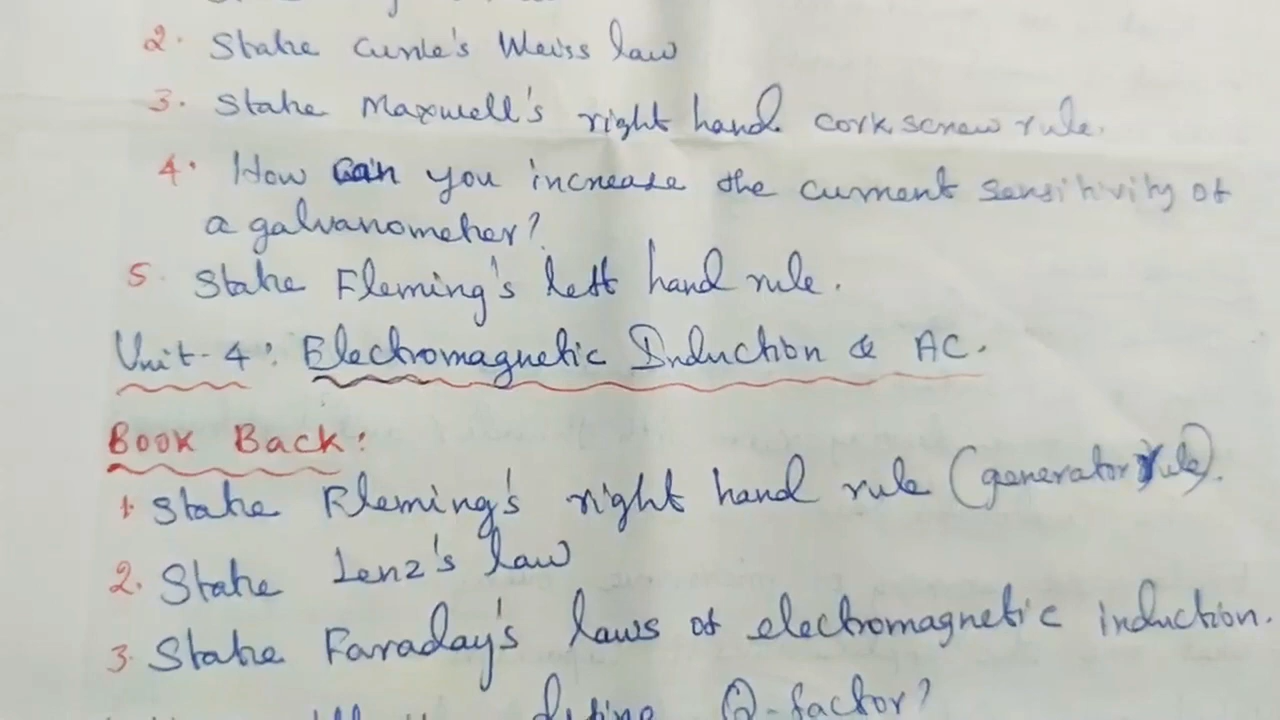 2. State Curie's Weiss law
3. State Maxwell's right hand cork screw rule.
4. How can you increase the current sensitivity of
a galvanometer?
5. State Fleming's left hand rule.
Unit-4: Electromagnetic Induction & AC.
Book Back:
1. State Fleming's right hand rule (generator rule).
2. State Lenz's law
3. State Faraday's laws of electromagnetic induction.
define Q-factor?